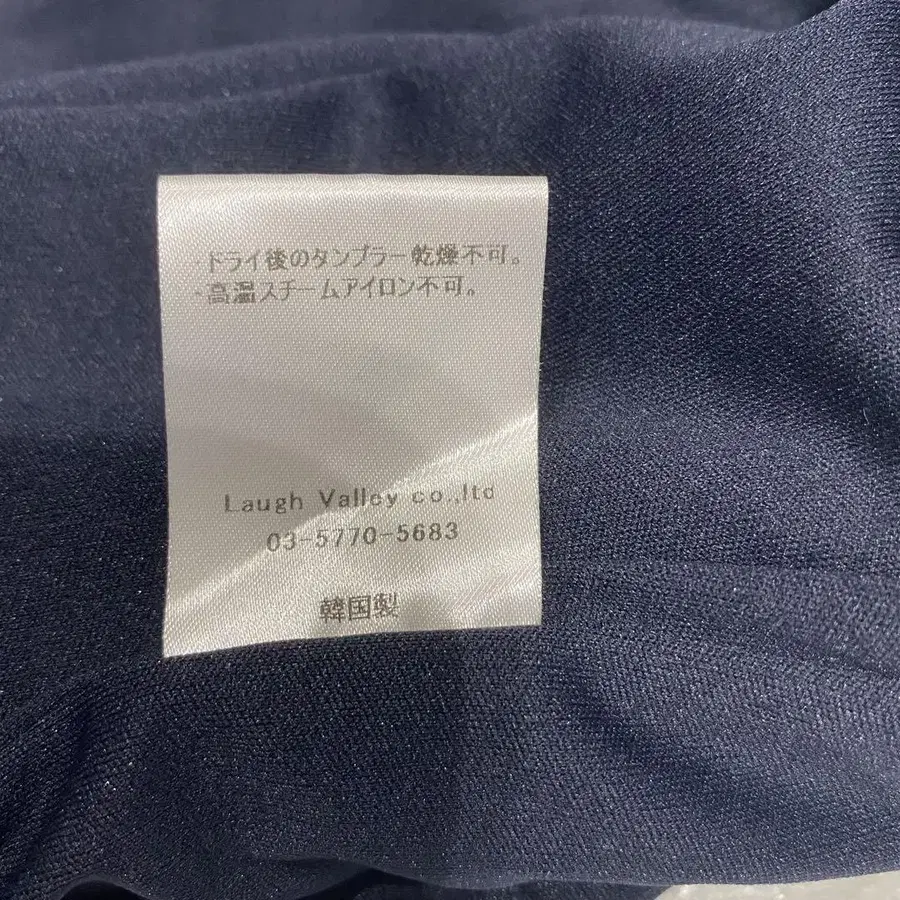 ・ドライ後のタンブラー乾燥不可。
・高温スチームアイロン不可。
Laugh Valley co.,ltd
03-5770-5683
韓国製